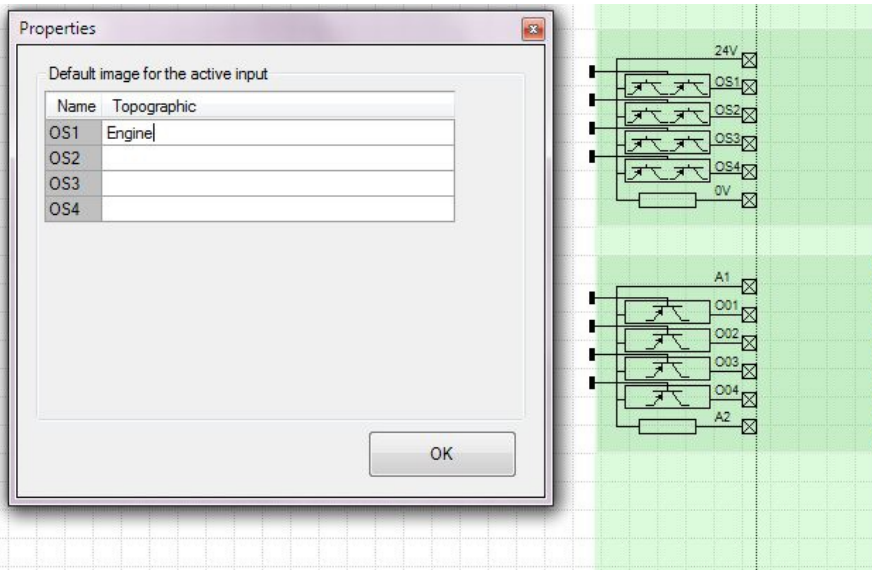 Properties
Default image for the active input
Name Topographic
OS1 Engine
OS2
OS3
OS4
OK
24V
OS1
OS2
OS3
OS4
0V
A1
O01
O02
O03
O04
A2